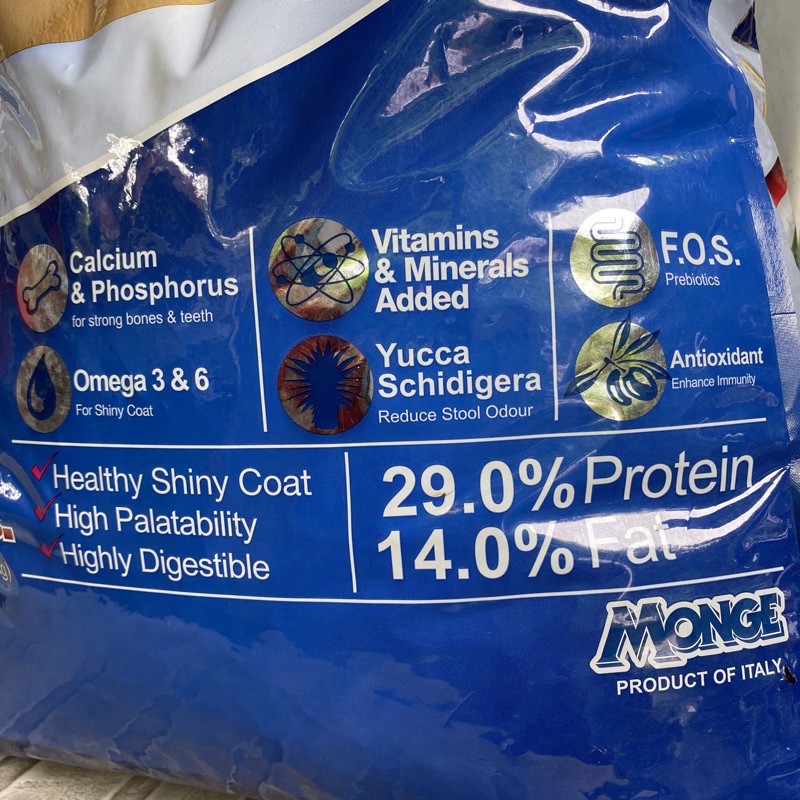 Calcium
& Phosphorus
for strong bones & teeth
Omega 3 & 6
For Shiny Coat
Vitamins
& Minerals
Added
Yucca
Schidigera
Reduce Stool Odour
F.O.S.
Prebiotics
Antioxidant
Enhance Immunity
Healthy Shiny Coat
High Palatability
Highly Digestible
29.0% Protein
14.0% Fat
MONGE
PRODUCT OF ITALY